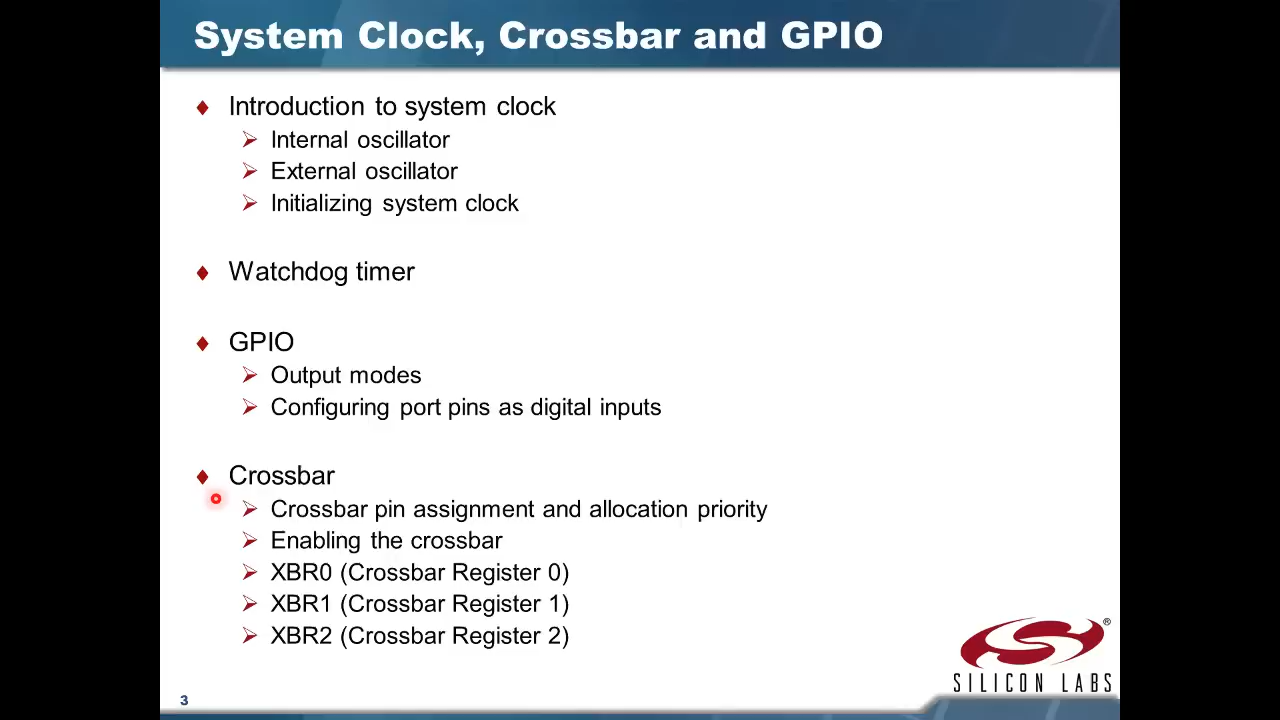 System Clock, Crossbar and GPIO
Introduction to system clock
Internal oscillator
External oscillator
Initializing system clock
Watchdog timer
GPIO
Output modes
Configuring port pins as digital inputs
Crossbar
Crossbar pin assignment and allocation priority
Enabling the crossbar
XBR0 (Crossbar Register 0)
XBR1 (Crossbar Register 1)
XBR2 (Crossbar Register 2)
®
SILICON LABS
3